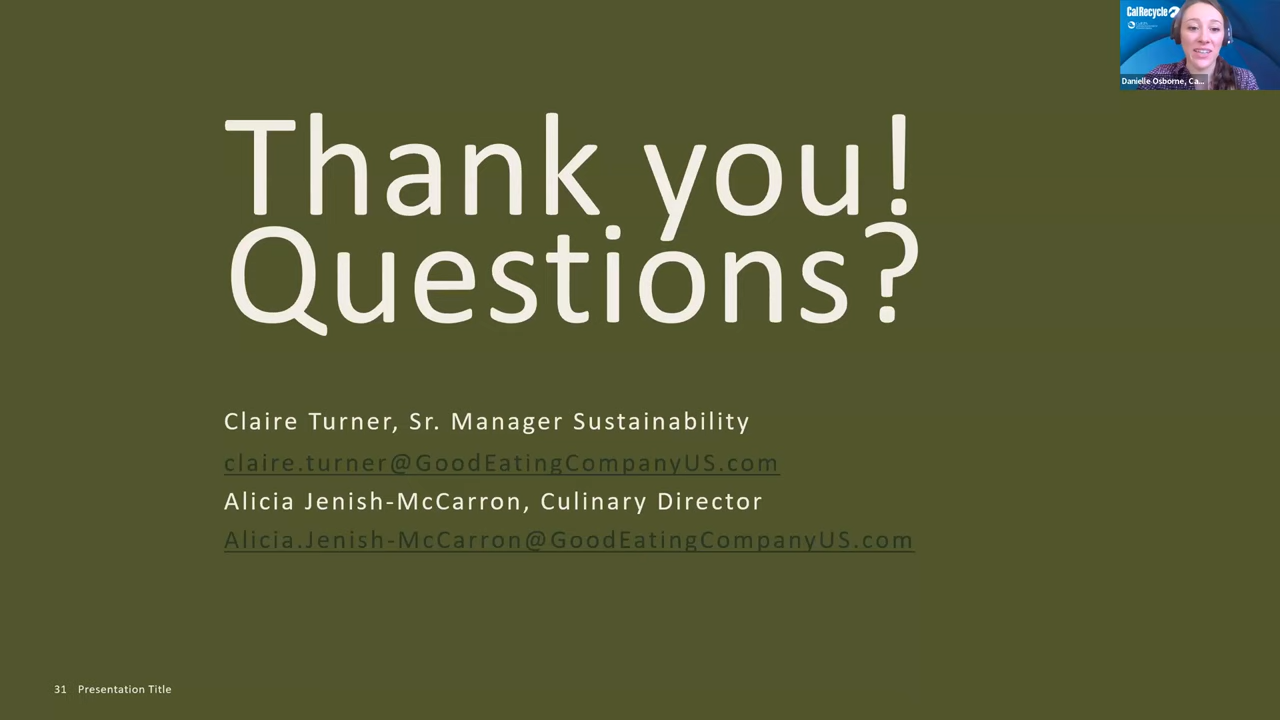 CalRecycle
Danielle Osborne, Ca...
Thank you!
Questions?
Claire Turner, Sr. Manager Sustainability
claire.turner@GoodEatingCompanyUS.com
Alicia Jenish-McCarron, Culinary Director
Alicia.Jenish-McCarron@GoodEatingCompanyUS.com
31 Presentation Title